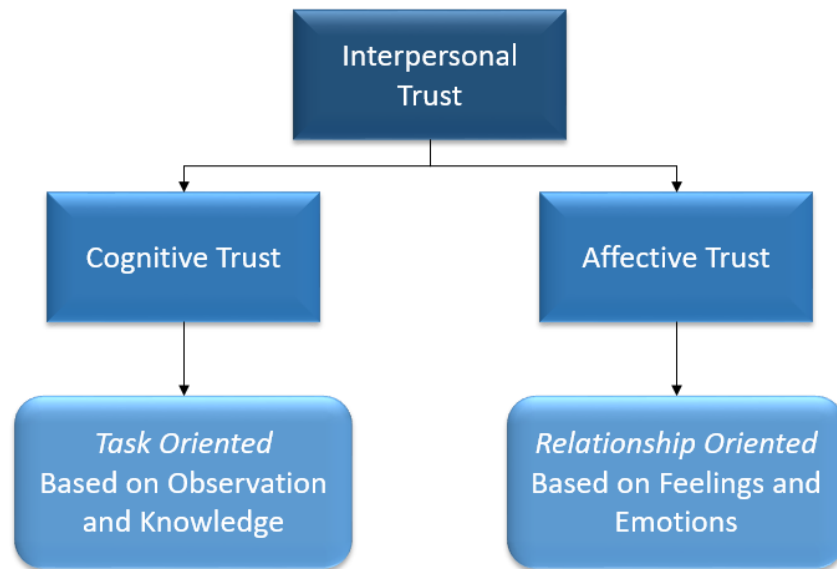 Interpersonal
Trust
Cognitive Trust
Affective Trust
Task Oriented
Based on Observation
and Knowledge
Relationship Oriented
Based on Feelings and
Emotions